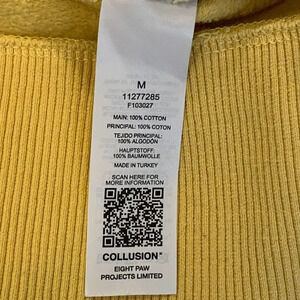 M
11277285
F103027
MAIN: 100% COTTON
PRINCIPAL: 100% COTON
TEJIDO PRINCIPAL:
100% ALGODÓN
HAUPTSTOFF:
100% BAUMWOLLE
MADE IN TURKEY
SCAN HERE FOR
MORE INFORMATION
COLLUSION™
EIGHT PAW
PROJECTS LIMITED